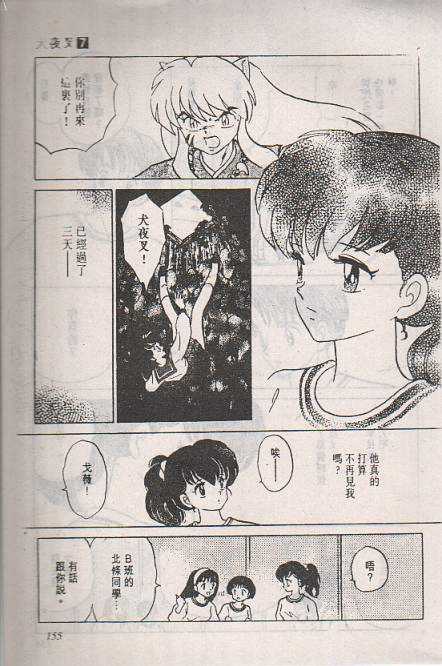 犬夜叉 7
你別再來
這裏了！
犬夜叉！
已經過了
三天——
他真的
打算
不再見我
嗎？
唉——
戈薇！
唔？
B班的
北條同學…
有話
跟你說。
155